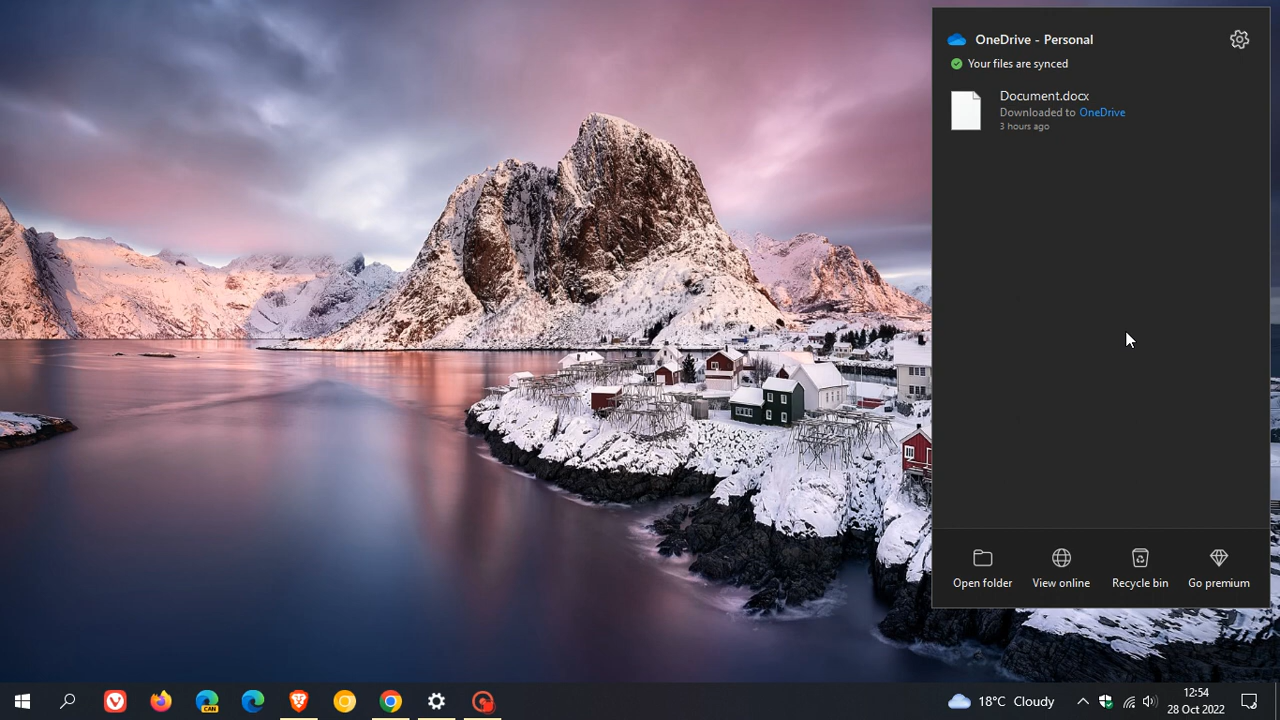 OneDrive - Personal
Your files are synced
Document.docx
Downloaded to OneDrive
3 hours ago
Open folder
View online
Recycle bin
Go premium
CAN
18°C Cloudy
12:54
28 Oct 2022